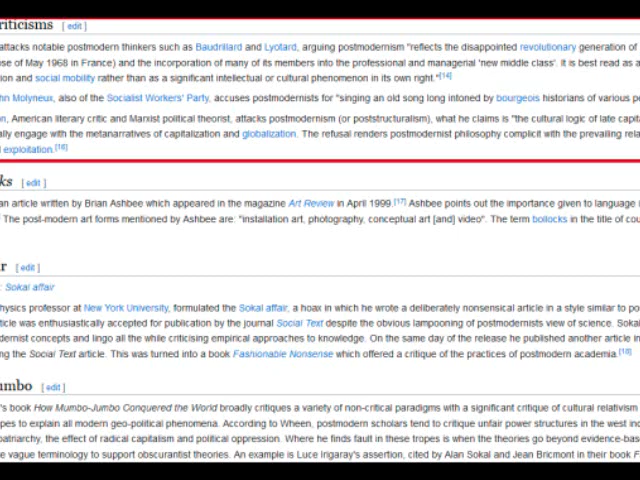 riticisms [ edit ]
attacks notable postmodern thinkers such as Baudrillard and Lyotard, arguing postmodernism "reflects the disappointed revolutionary generation of
ose of May 1968 in France) and the incorporation of many of its members into the professional and managerial 'new middle class'. It is best read as a
ion and social mobility rather than as a significant intellectual or cultural phenomenon in its own right."[14]
hn Molyneux, also of the Socialist Workers' Party, accuses postmodernists for "singing an old song long intoned by bourgeois historians of various po
n, American literary critic and Marxist political theorist, attacks postmodernism (or poststructuralism), what he claims is "the cultural logic of late capita
ally engage with the metanarratives of capitalization and globalization. The refusal renders postmodernist philosophy complicit with the prevailing rela
exploitation.[16]
ks [ edit ]
an article written by Brian Ashbee which appeared in the magazine Art Review in April 1999.[17] Ashbee points out the importance given to language i
The post-modern art forms mentioned by Ashbee are: "installation art, photography, conceptual art [and] video". The term bollocks in the title of cou
ir [ edit ]
: Sokal affair
hysics professor at New York University, formulated the Sokal affair, a hoax in which he wrote a deliberately nonsensical article in a style similar to po
ticle was enthusiastically accepted for publication by the journal Social Text despite the obvious lampooning of postmodernists view of science. Sokal
dernist concepts and lingo all the while criticising empirical approaches to knowledge. On the same day of the release he published another article in
ng the Social Text article. This was turned into a book Fashionable Nonsense which offered a critique of the practices of postmodern academia.[18]
umbo [ edit ]
's book How Mumbo-Jumbo Conquered the World broadly critiques a variety of non-critical paradigms with a significant critique of cultural relativism
pes to explain all modern geo-political phenomena. According to Wheen, postmodern scholars tend to critique unfair power structures in the west inc
patriarchy, the effect of radical capitalism and political oppression. Where he finds fault in these tropes is when the theories go beyond evidence-bas
e vague terminology to support obscurantist theories. An example is Luce Irigaray's assertion, cited by Alan Sokal and Jean Bricmont in their book F